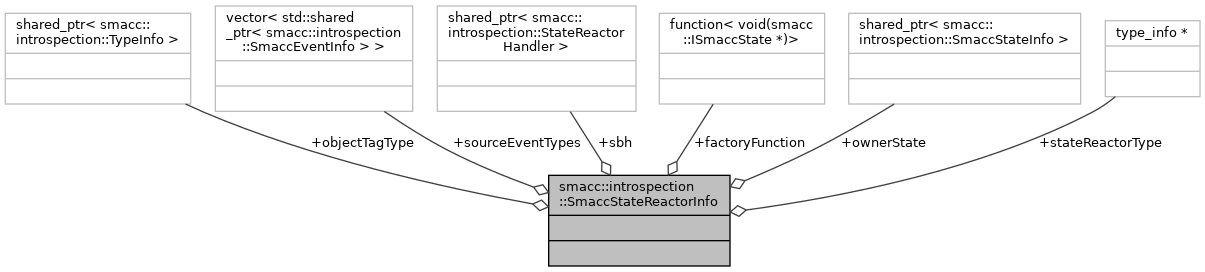 shared_ptr< smacc::
introspection::TypeInfo >
vector< std::shared
_ptr< smacc::introspection
::SmaccEventInfo > >
shared_ptr< smacc::
introspection::StateReactor
Handler >
function< void(smacc
::ISmaccState *)>
shared_ptr< smacc::
introspection::SmaccStateInfo >
type_info *
+objectTagType
+sourceEventTypes
+sbh
+factoryFunction
+ownerState
+stateReactorType
smacc::introspection
::SmaccStateReactorInfo